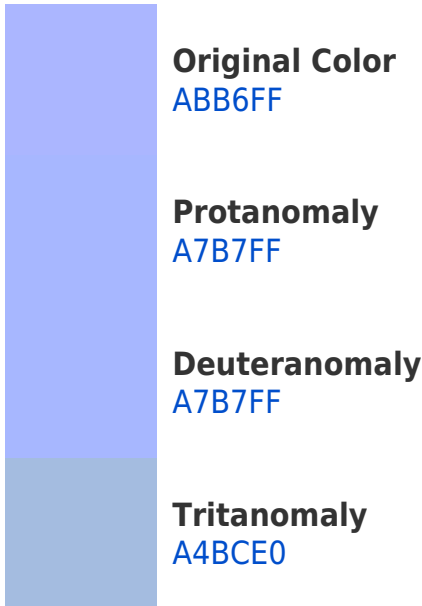 Original Color
ABB6FF
Protanomaly
A7B7FF
Deuteranomaly
A7B7FF
Tritanomaly
A4BCE0